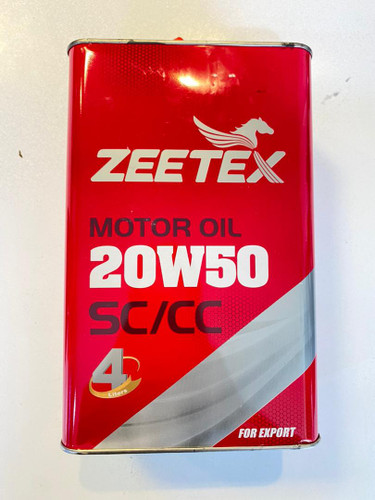 ZEETEX
MOTOR OIL
20W50
SC/CC
4
Liters
FOR EXPORT